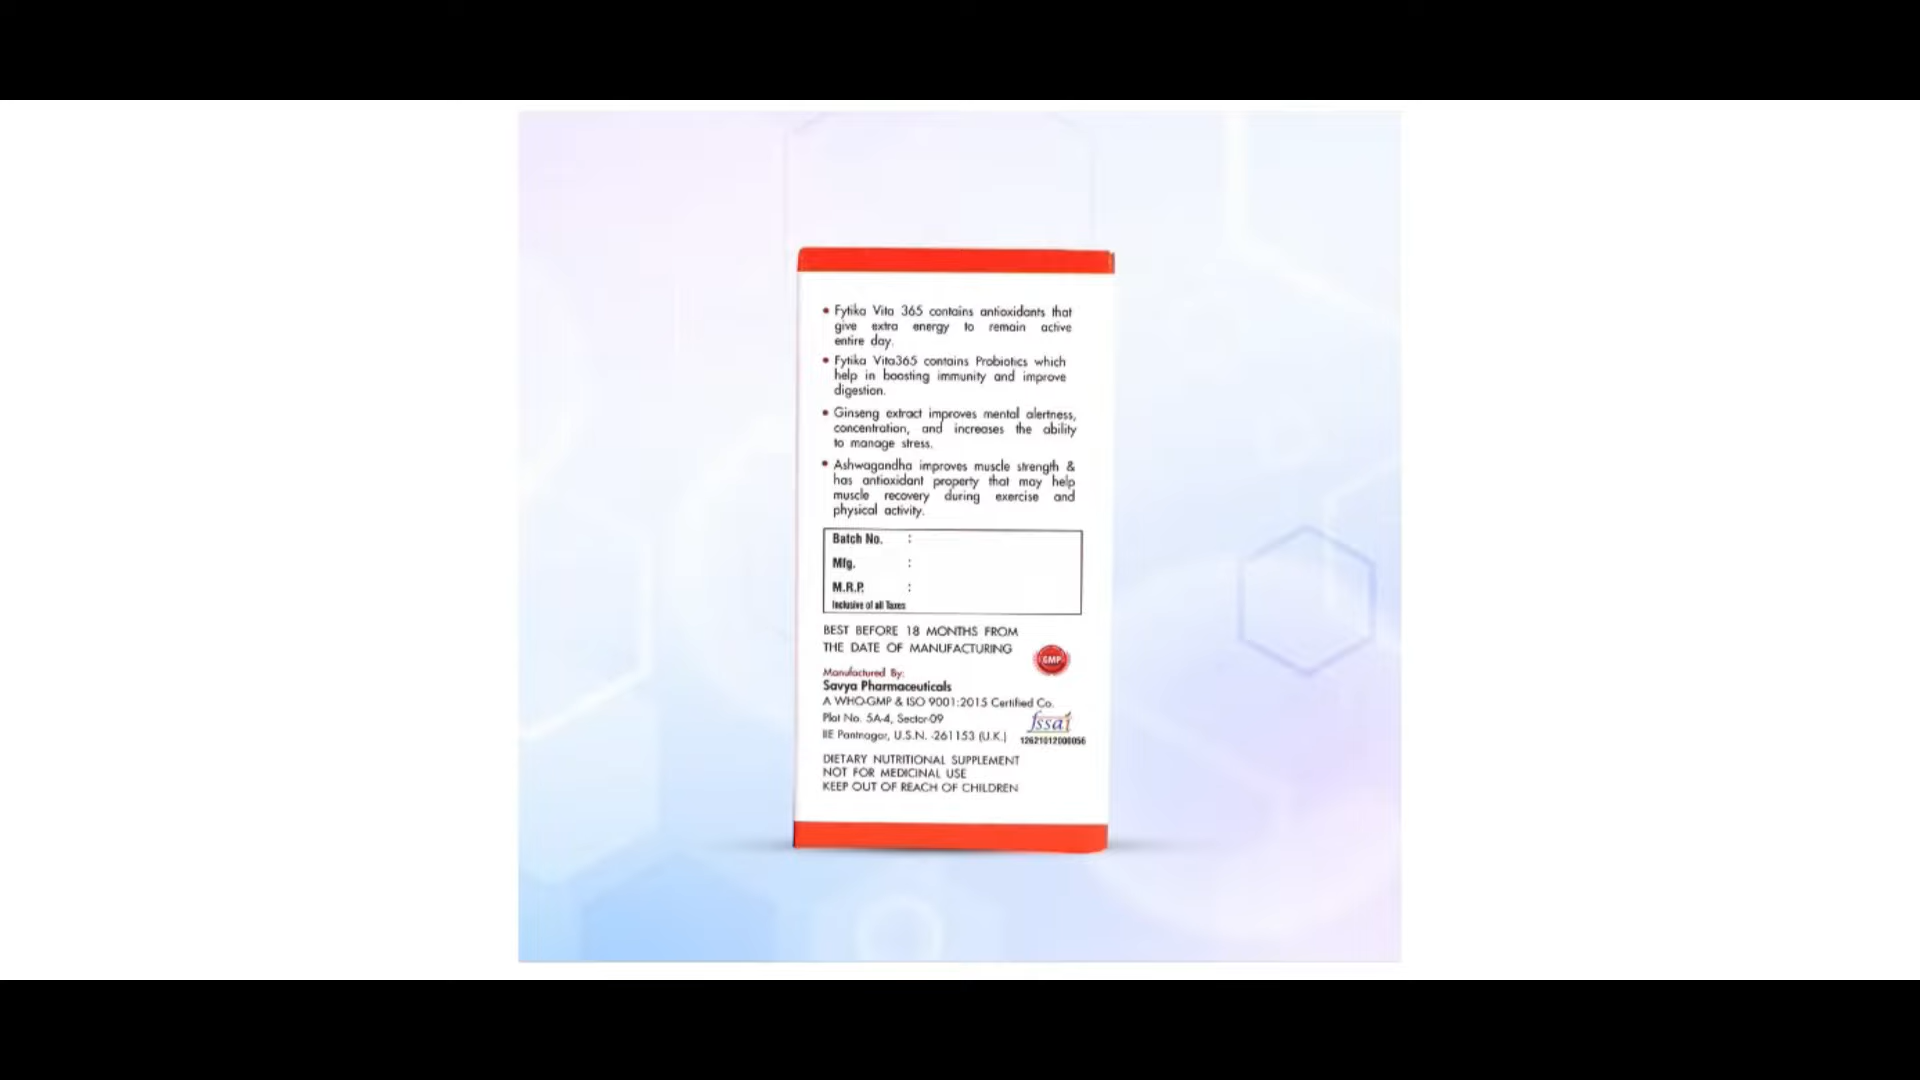 • Fytika Vita 365 contains antioxidants that
give extra energy to remain active
entire day.
• Fytika Vita365 contains Probiotics which
help in boosting immunity and improve
digestion.
• Ginseng extract improves mental alertness,
concentration, and increases the ability
to manage stress.
• Ashwagandha improves muscle strength &
has antioxidant property that may help
muscle recovery during exercise and
physical activity.
Batch No. :
Mfg. :
M.R.P. :
Inclusive of all Taxes
BEST BEFORE 18 MONTHS FROM
THE DATE OF MANUFACTURING
GMP
Manufactured By:
Savya Pharmaceuticals
A WHO-GMP & ISO 9001:2015 Certified Co.
Plot No. 5A-4, Sector-09
IIE Pantnagar, U.S.N. -261153 (U.K.)
fssai
12621012000056
DIETARY NUTRITIONAL SUPPLEMENT
NOT FOR MEDICINAL USE
KEEP OUT OF REACH OF CHILDREN